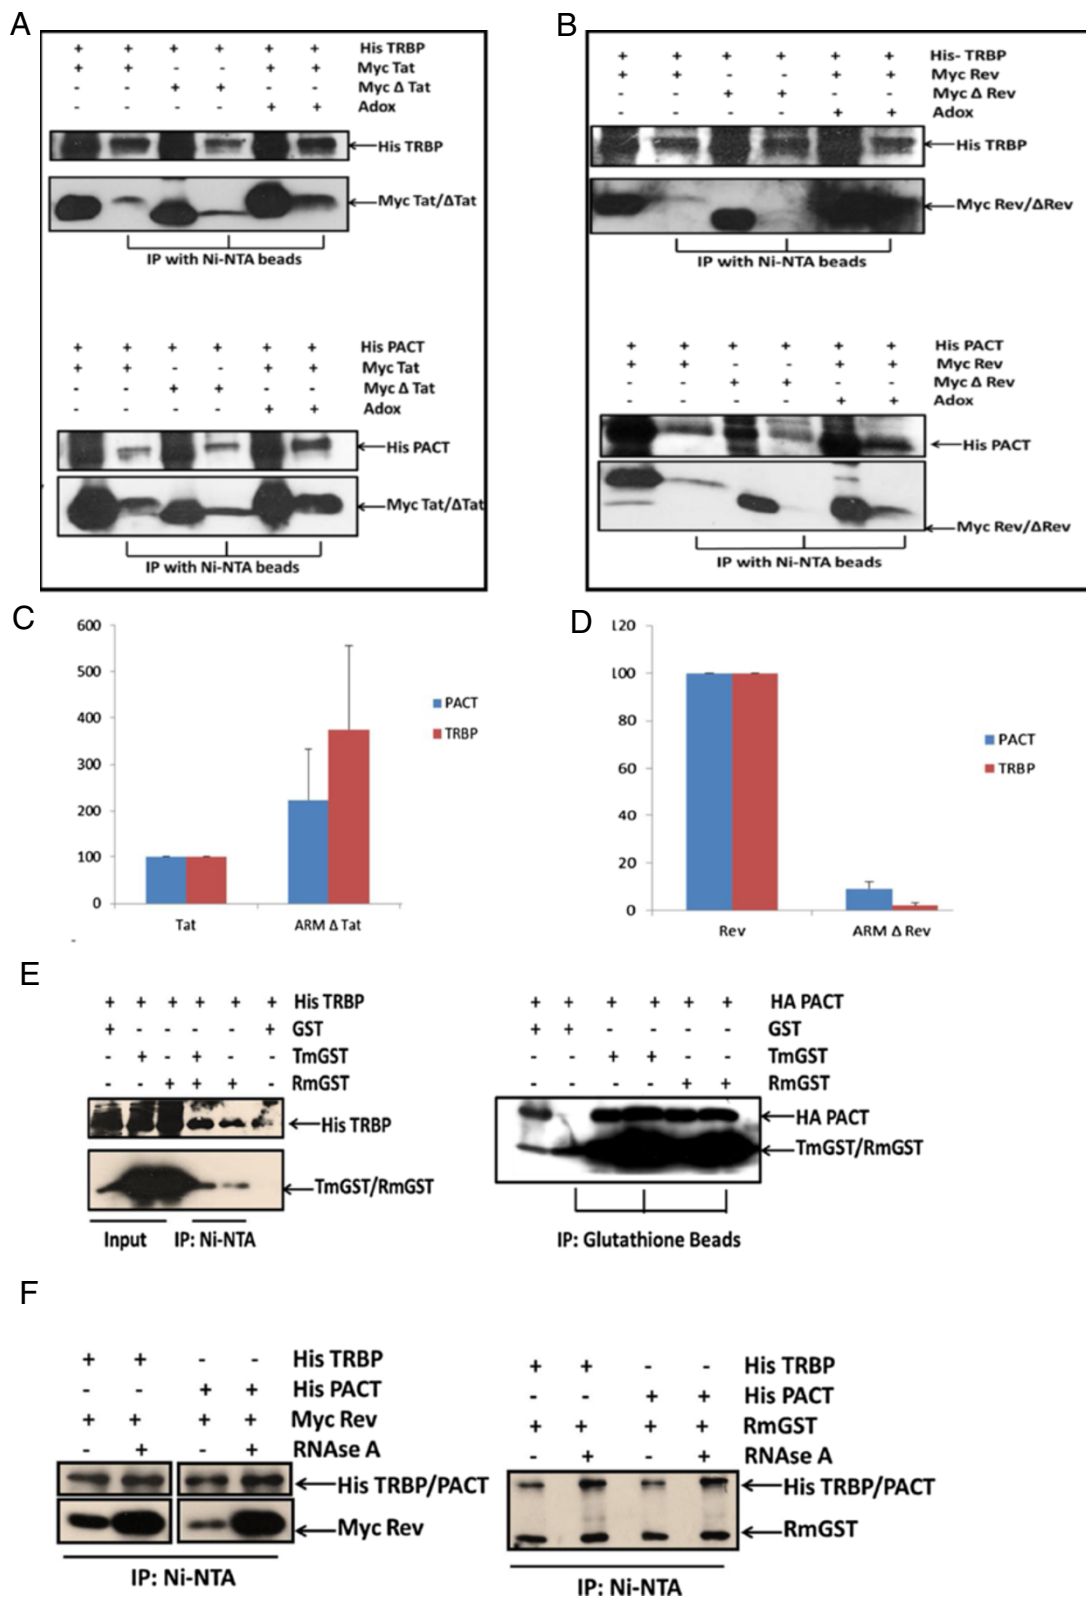 A
+ + + + + + His TRBP
+ + - - + + Myc Tat
- - + + - - Myc Δ Tat
- - - - + + Adox
His TRBP
Myc Tat/ΔTat
IP with Ni-NTA beads
+ + + + + + His PACT
+ + - - + + Myc Tat
- - + + - - Myc Δ Tat
- - - - + + Adox
His PACT
Myc Tat/ΔTat
IP with Ni-NTA beads
B
+ + + + + + His- TRBP
+ + - - + + Myc Rev
- - + + - - Myc Δ Rev
- - - - + + Adox
His TRBP
Myc Rev/ΔRev
IP with Ni-NTA beads
+ + + + + + His PACT
+ + - - + + Myc Rev
- - + + - - Myc Δ Rev
- - - - + + Adox
His PACT
Myc Rev/ΔRev
IP with Ni-NTA beads
C
600
500
400
300
200
100
0
Tat ARM Δ Tat
PACT
TRBP
D
120
100
80
60
40
20
0
Rev ARM Δ Rev
PACT
TRBP
E
+ + + + + + His TRBP
+ - - - - + GST
- + - + - - TmGST
- - + + + - RmGST
His TRBP
TmGST/RmGST
Input IP: Ni-NTA
+ + + + + + HA PACT
+ + - - - - GST
- - + + - - TmGST
- - - - + + RmGST
HA PACT
TmGST/RmGST
IP: Glutathione Beads
F
+ + - - His TRBP
- - + + His PACT
+ + + + Myc Rev
- + - + RNAse A
His TRBP/PACT
Myc Rev
IP: Ni-NTA
+ + - - His TRBP
- - + + His PACT
+ + + + RmGST
- + - + RNAse A
His TRBP/PACT
RmGST
IP: Ni-NTA